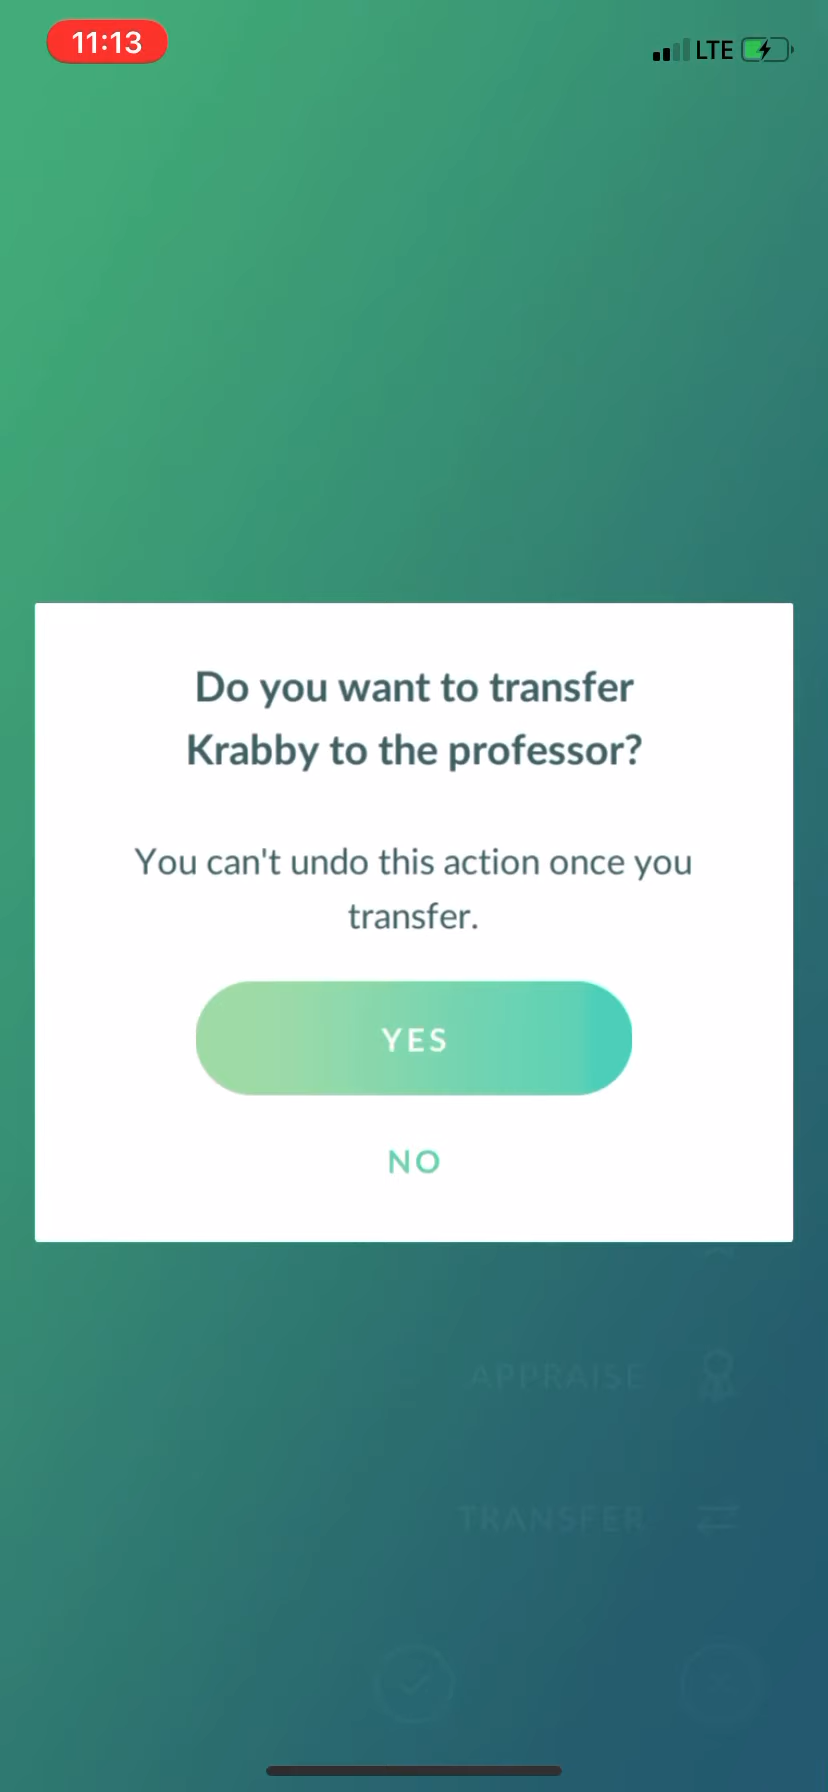 11:13
LTE
Do you want to transfer
Krabby to the professor?
You can't undo this action once you
transfer.
YES
NO
APPRAISE
TRANSFER